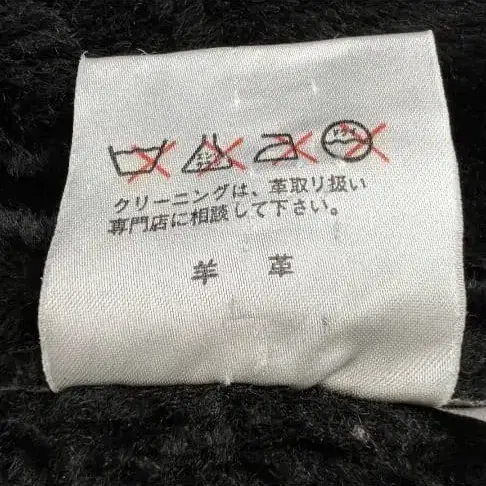 クリーニングは、革取リ扱い
専門店に相談して下さい。
羊 革